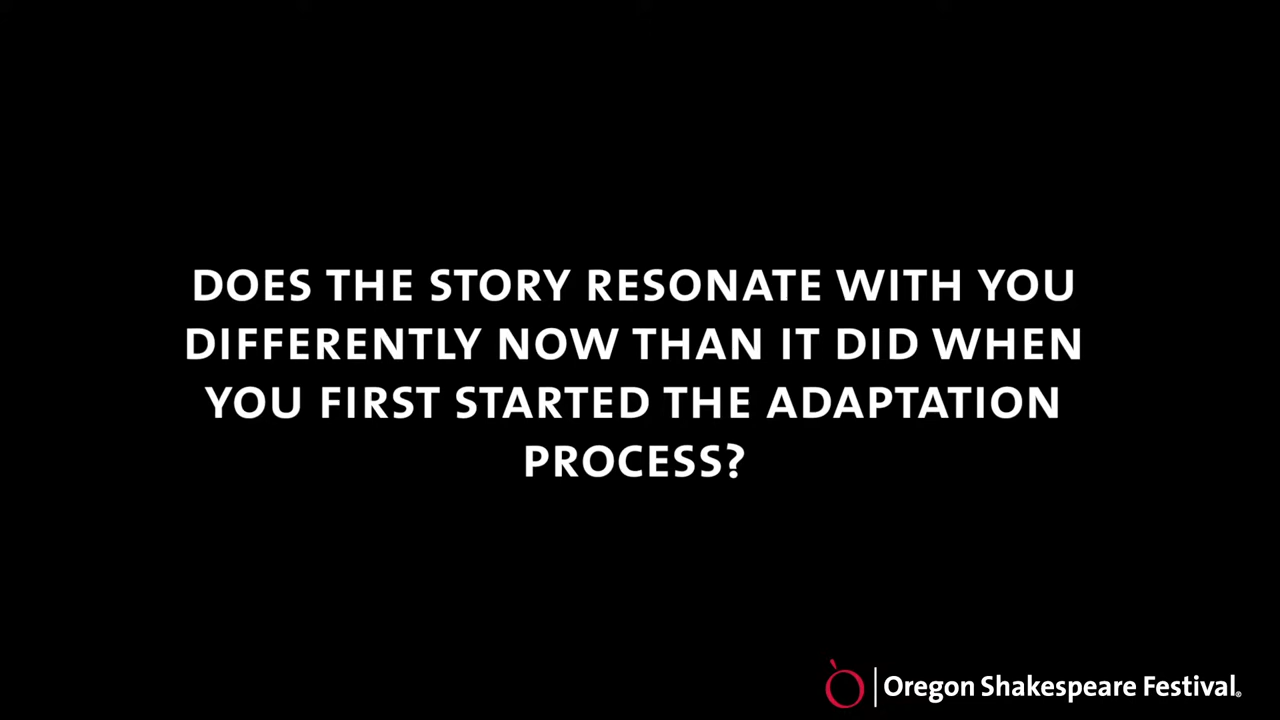 DOES THE STORY RESONATE WITH YOU
DIFFERENTLY NOW THAN IT DID WHEN
YOU FIRST STARTED THE ADAPTATION
PROCESS?
Oregon Shakespeare Festival®